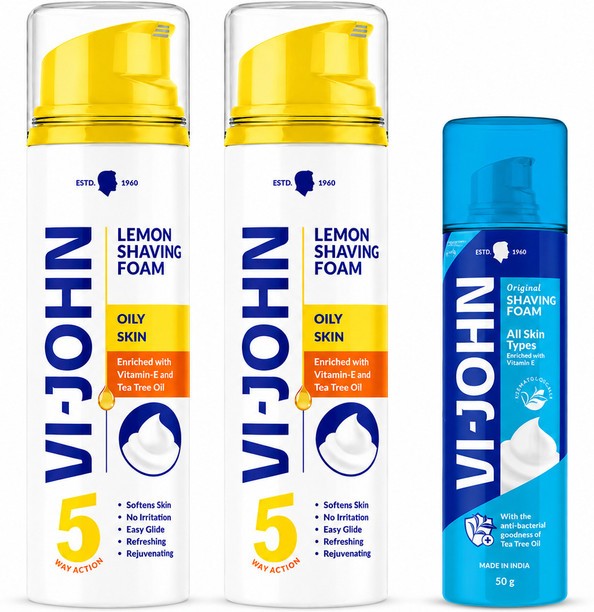 ESTD. 1960
VI-JOHN
LEMON
SHAVING
FOAM
OILY
SKIN
Enriched with
Vitamin-E and
Tea Tree Oil
5
WAY ACTION
• Softens Skin
• No Irritation
• Easy Glide
• Refreshing
• Rejuvenating
ESTD. 1960
VI-JOHN
LEMON
SHAVING
FOAM
OILY
SKIN
Enriched with
Vitamin-E and
Tea Tree Oil
5
WAY ACTION
• Softens Skin
• No Irritation
• Easy Glide
• Refreshing
• Rejuvenating
ESTD. 1960
VI-JOHN
Original
SHAVING
FOAM
All Skin
Types
Enriched with
Vitamin E
With the
anti-bacterial
goodness of
Tea Tree Oil
MADE IN INDIA
50 g